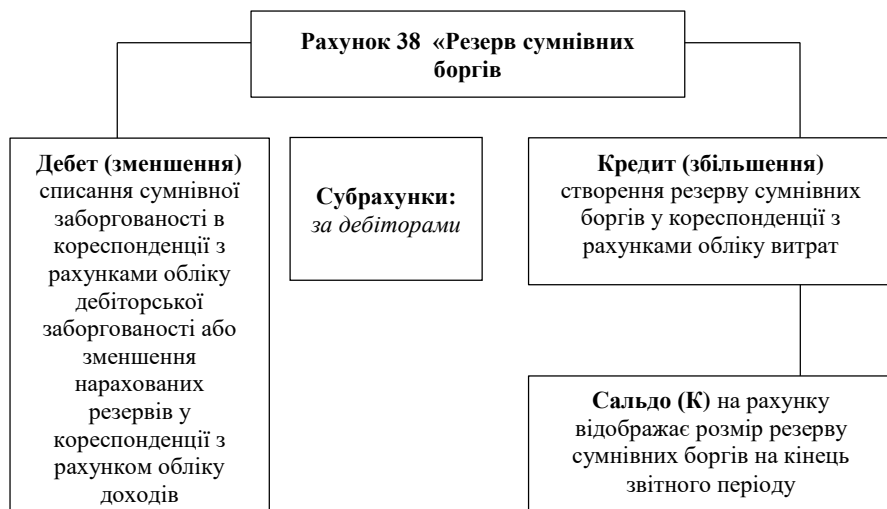 Рахунок 38 «Резерв сумнівних
боргів
Дебет (зменшення)
списання сумнівної
заборгованості в
кореспонденції з
рахунками обліку
дебіторської
заборгованості або
зменшення
нарахованих
резервів у
кореспонденції з
рахунком обліку
доходів
Субрахунки:
за дебіторами
Кредит (збільшення)
створення резерву сумнівних
боргів у кореспонденції з
рахунками обліку витрат
Сальдо (К) на рахунку
відображає розмір резерву
сумнівних боргів на кінець
звітного періоду